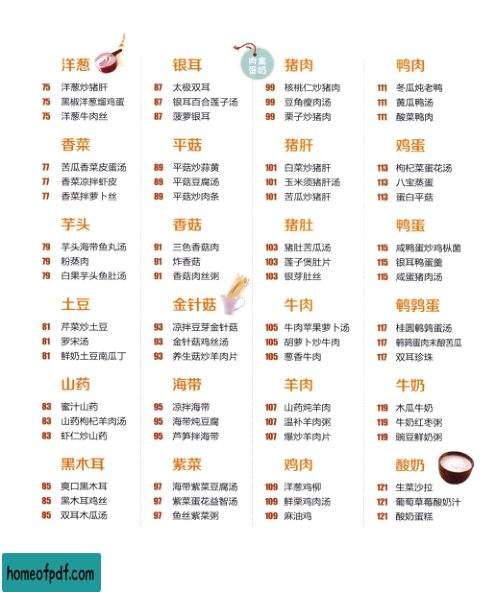 洋葱
75 洋葱炒猪肝
75 黑椒洋葱熘鸡蛋
75 洋葱牛肉丝
香菜
77 苦瓜香菜皮蛋汤
77 香菜凉拌虾皮
77 香菜拌萝卜丝
芋头
79 芋头海带鱼丸汤
79 粉蒸肉
79 白果芋头鱼肚汤
土豆
81 芹菜炒土豆
81 罗宋汤
81 鲜奶土豆南瓜丁
山药
83 蜜汁山药
83 山药枸杞羊肉汤
83 虾仁炒山药
黑木耳
85 爽口黑木耳
85 黑木耳鸡丝
85 双耳木瓜汤
银耳
87 太极双耳
87 银耳百合莲子汤
87 菠萝银耳
平菇
89 平菇炒蒜黄
89 平菇豆腐汤
89 平菇炒肉条
香菇
91 三色香菇肉
91 炸香菇
91 香菇肉丝粥
金针菇
93 凉拌豆芽金针菇
93 金针菇鸡丝汤
93 养生菇炒羊肉片
海带
95 凉拌海带
95 海带炖豆腐
95 芦笋拌海带
紫菜
97 海带紫菜豆腐汤
97 紫菜蛋花益智汤
97 鱼丝紫菜粥
肉禽
蛋奶
猪肉
99 核桃仁炒猪肉
99 豆角瘦肉汤
99 栗子炒猪肉
猪肝
101 白菜炒猪肝
101 玉米须猪肝汤
101 苦瓜炒猪肝
猪肚
103 猪肚苦瓜汤
103 莲子煲肚片
103 银芽肚丝
牛肉
105 牛肉苹果萝卜汤
105 胡萝卜炒牛肉
105 葱香牛肉
羊肉
107 山药炖羊肉
107 温补羊肉粥
107 爆炒羊肉片
鸡肉
109 洋葱鸡柳
109 鲜栗鸡肉汤
109 麻油鸡
鸭肉
111 冬瓜炖老鸭
111 黄瓜鸭汤
111 酸菜鸭肉
鸡蛋
113 枸杞菜蛋花汤
113 八宝蒸蛋
113 蛋白平菇
鸭蛋
115 咸鸭蛋炒鸡枞菌
115 银耳鸭蛋羹
115 咸蛋猪肉汤
鹌鹑蛋
117 桂圆鹌鹑蛋汤
117 鹌鹑蛋肉末酿苦瓜
117 双耳珍珠
牛奶
119 木瓜牛奶
119 牛奶红枣粥
119 豌豆鲜奶粥
酸奶
121 生菜沙拉
121 葡萄草莓酸奶汁
121 酸奶蛋糕
homeofpdf.com